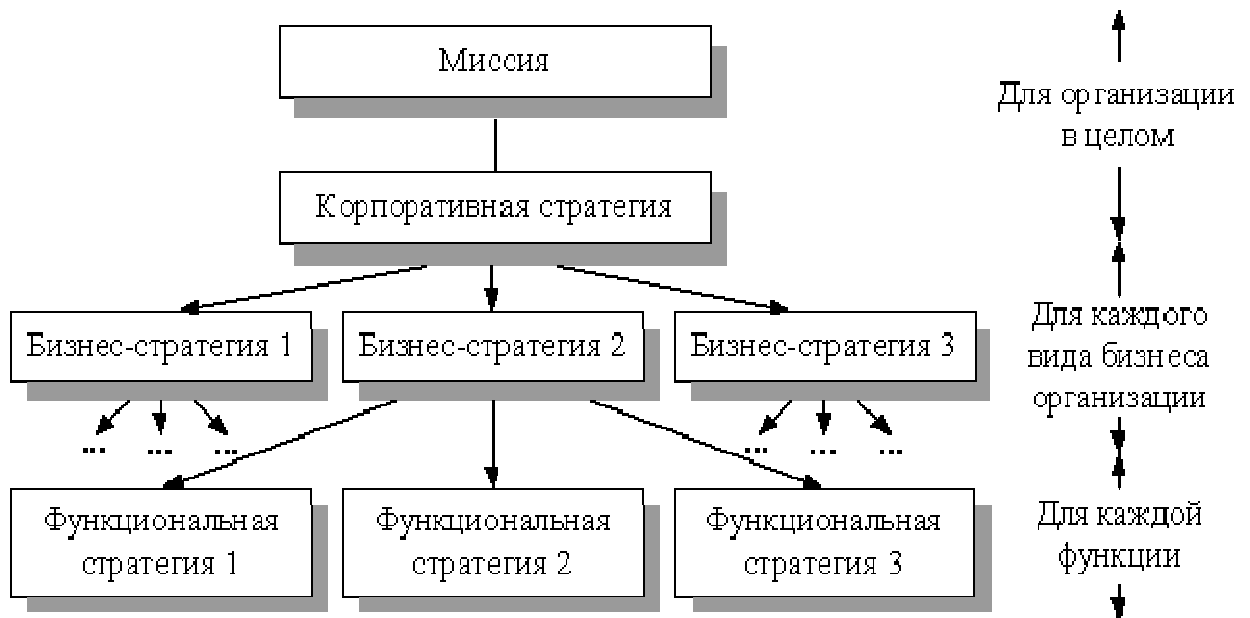 Миссия
Для организации
в целом
Корпоративная стратегия
Бизнес-стратегия 1
Бизнес-стратегия 2
Бизнес-стратегия 3
Для каждого
вида бизнеса
организации
... ... ...
... ... ...
Функциональная
стратегия 1
Функциональная
стратегия 2
Функциональная
стратегия 3
Для каждой
функции